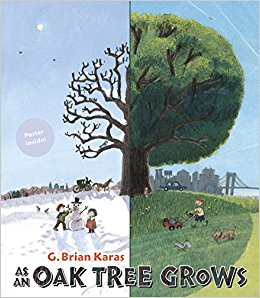 Poster
Inside!
G. Brian Karas
AS AN OAK TREE GROWS